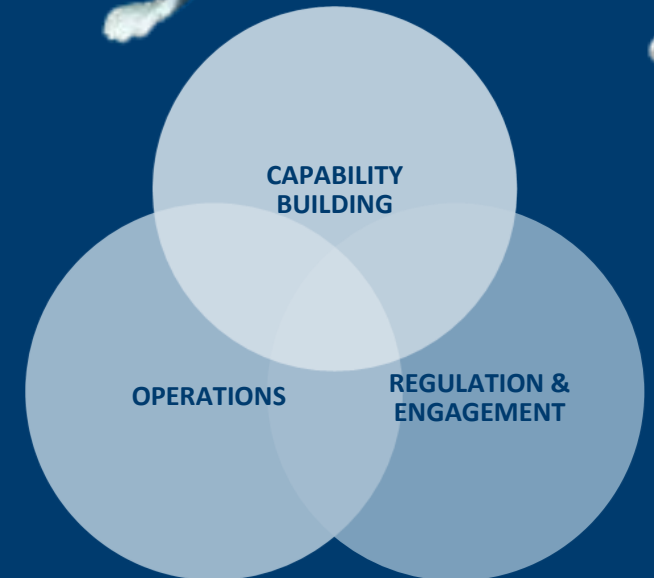 CAPABILITY
BUILDING
OPERATIONS
REGULATION &
ENGAGEMENT